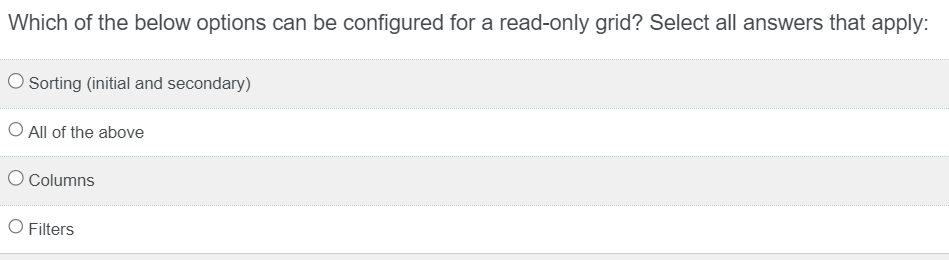 Which of the below options can be configured for a read-only grid? Select all answers that apply:
Sorting (initial and secondary)
All of the above
Columns
Filters